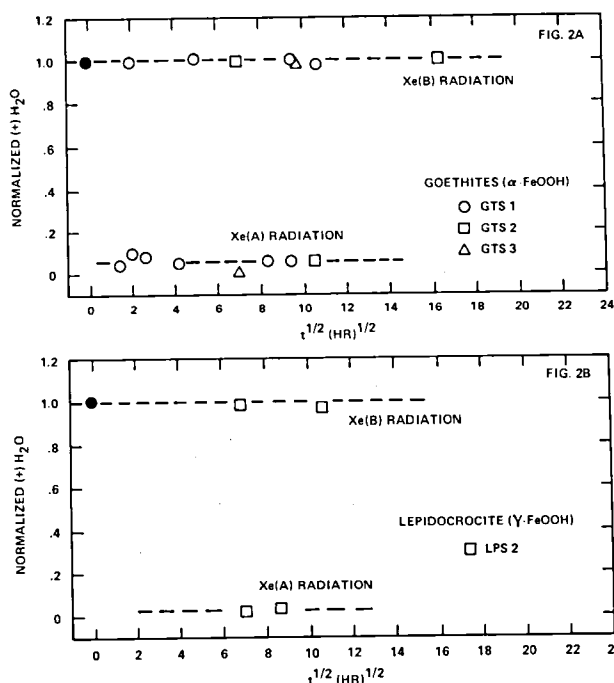 FIG. 2A
1.2
1.0
.8
.6
.4
.2
0
NORMALIZED (+) H₂O
Xe(B) RADIATION
GOETHITES (α-FeOOH)
GTS 1
GTS 2
GTS 3
Xe(A) RADIATION
0 2 4 6 8 10 12 14 16 18 20 22 24
t^1/2 (HR)^1/2
FIG. 2B
1.2
1.0
.8
.6
.4
.2
0
NORMALIZED (+) H₂O
Xe(B) RADIATION
LEPIDOCROCITE (γ-FeOOH)
LPS 2
Xe(A) RADIATION
0 2 4 6 8 10 12 14 16 18 20 22 24
t^1/2 (HR)^1/2